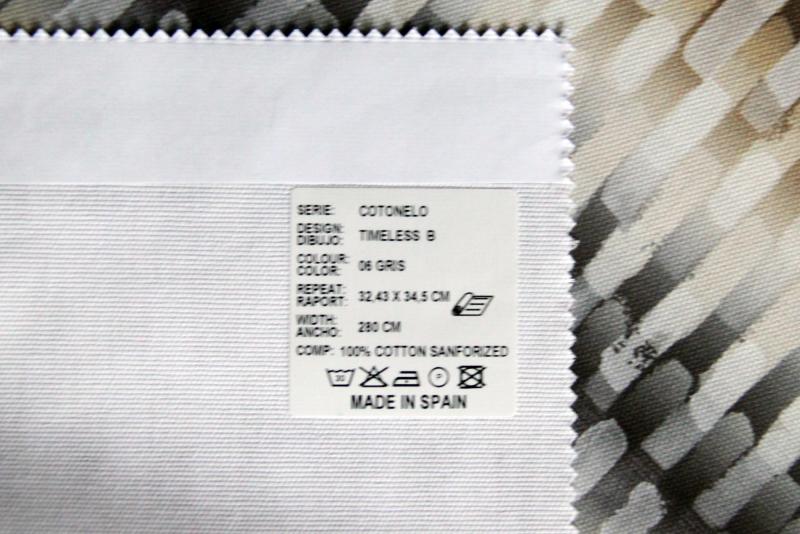 SERIE: COTONELO
DESIGN:
DIBUJO: TIMELESS B
COLOUR:
COLOR: 06 GRIS
REPEAT:
RAPORT: 32,43 X 34,5 CM
WIDTH:
ANCHO: 280 CM
COMP: 100% COTTON SANFORIZED
30 P
MADE IN SPAIN